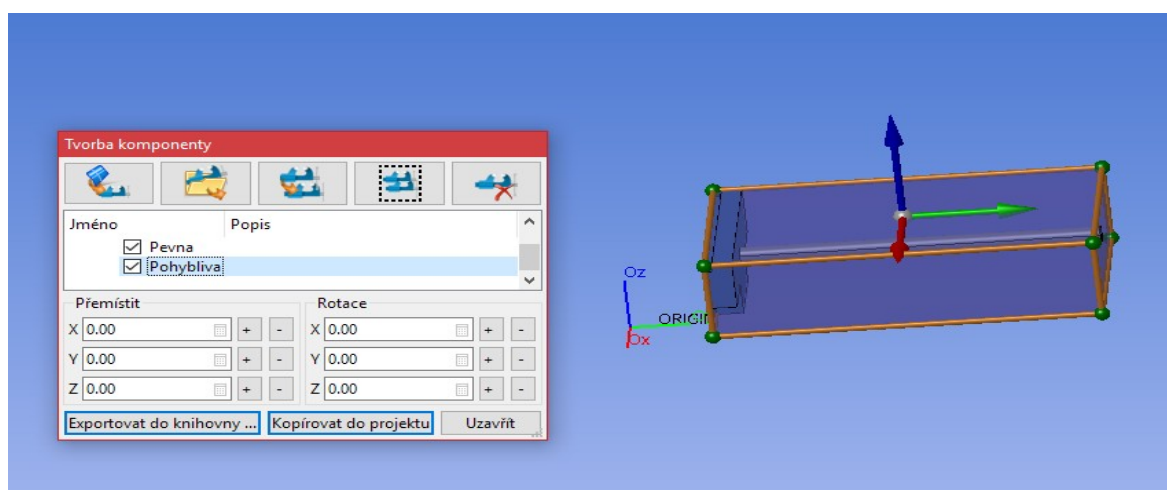 Tvorba komponenty
Jméno Popis
Pevna
Pohybliva
Přemístit Rotace
X 0.00 + - X 0.00 + -
Y 0.00 + - Y 0.00 + -
Z 0.00 + - Z 0.00 + -
Exportovat do knihovny ... Kopírovat do projektu Uzavřít
Oz
ORIGIN
Ox